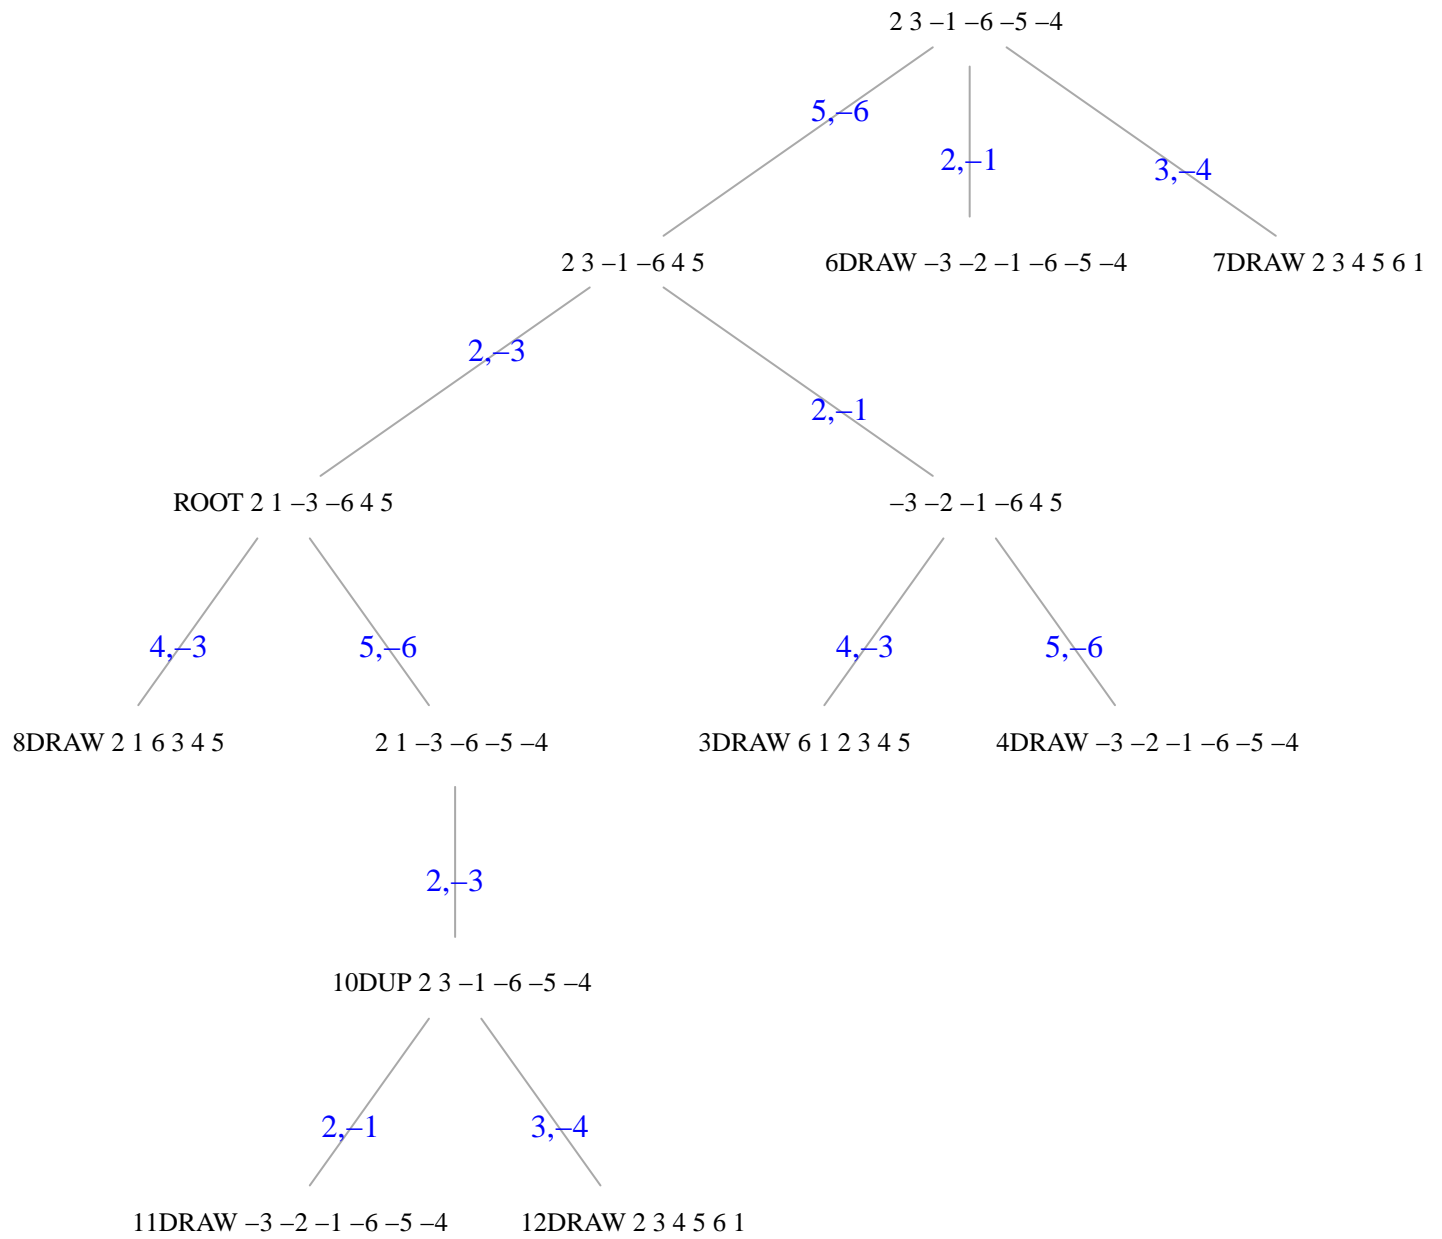 2 3 –1 –6 –5 –4
5,–6
2,–1
3,–4
2 3 –1 –6 4 5
6DRAW –3 –2 –1 –6 –5 –4
7DRAW 2 3 4 5 6 1
2,–3
2,–1
ROOT 2 1 –3 –6 4 5
–3 –2 –1 –6 4 5
4,–3
5,–6
4,–3
5,–6
8DRAW 2 1 6 3 4 5
2 1 –3 –6 –5 –4
3DRAW 6 1 2 3 4 5
4DRAW –3 –2 –1 –6 –5 –4
2,–3
10DUP 2 3 –1 –6 –5 –4
2,–1
3,–4
11DRAW –3 –2 –1 –6 –5 –4
12DRAW 2 3 4 5 6 1